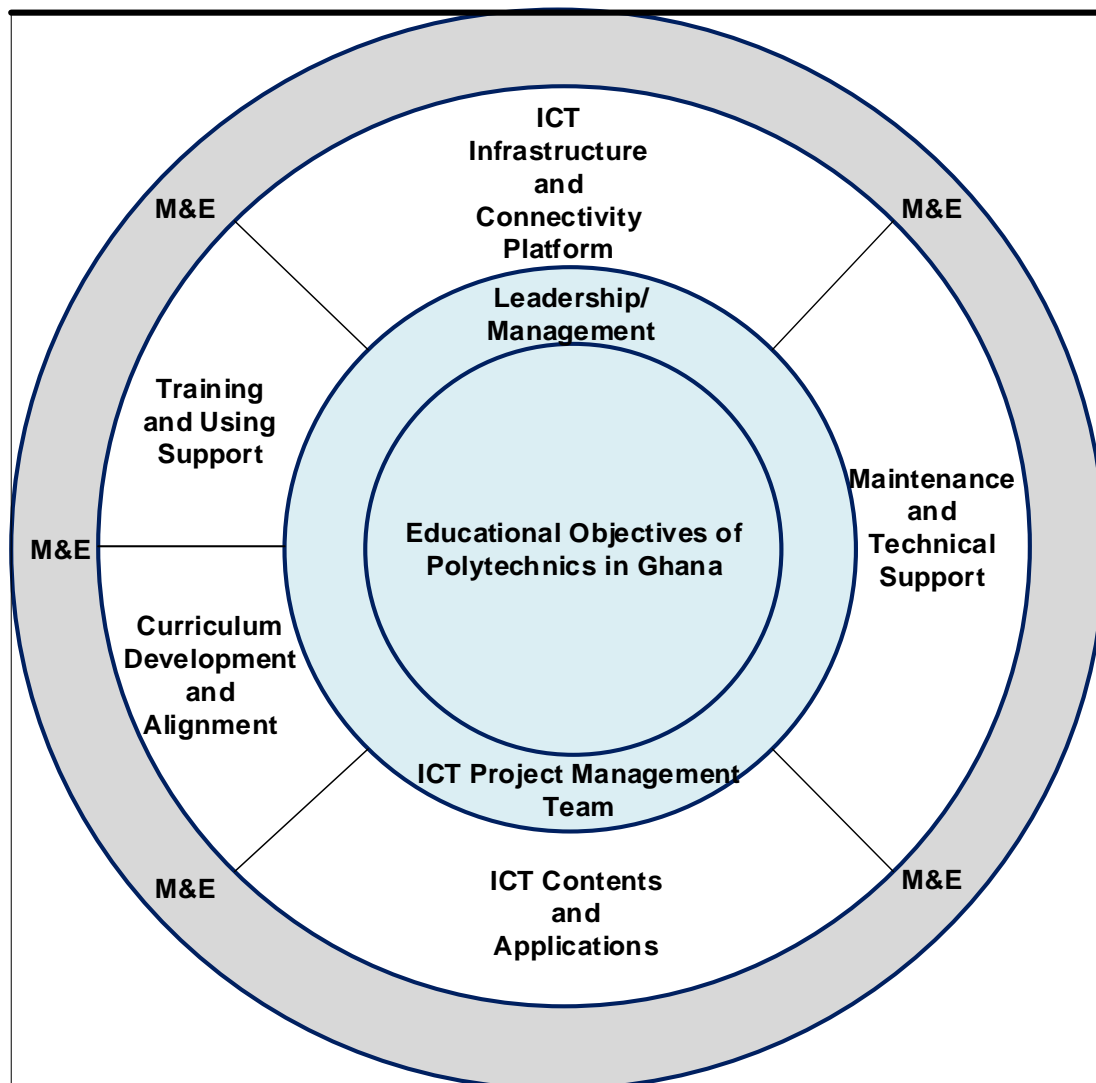 ICT
Infrastructure
and
Connectivity
Platform
M&E
M&E
Leadership/
Management
Training
and Using
Support
Maintenance
and
Technical
Support
Educational Objectives of
Polytechnics in Ghana
M&E
Curriculum
Development
and
Alignment
ICT Project Management
Team
M&E
M&E
ICT Contents
and
Applications